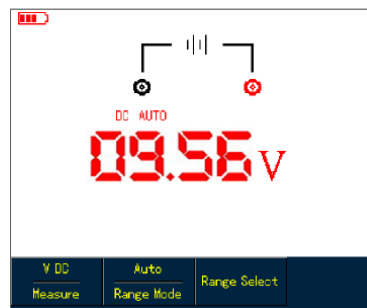 DC AUTO
09.56 V
V DC
Measure
Auto
Range Mode
Range Select